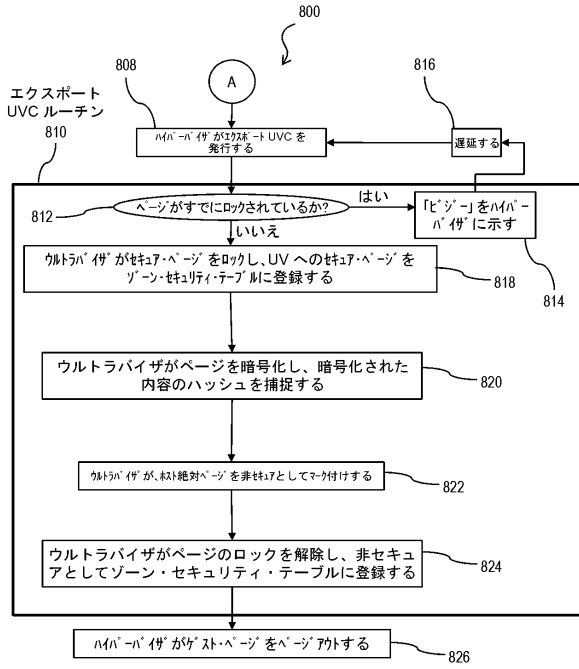 800
A
808
816
エクスポート
UVC ルーチン
810
ﾊｲﾊﾟｰﾊﾞｲｻﾞがｴｸｽﾎﾟｰﾄ UVC を
発行する
遅延する
812
ﾍﾟｰｼﾞがすでにﾛｯｸされているか?
はい
「ﾋﾞｼﾞｰ」をﾊｲﾊﾟｰ
ﾊﾞｲｻﾞに示す
814
いいえ
ｳﾙﾄﾗﾊﾞｲｻﾞがｾｷｭｱ・ﾍﾟｰｼﾞをﾛｯｸし､UV へのｾｷｭｱ・ﾍﾟｰｼﾞを
ｿﾞｰﾝ・ｾｷｭﾘﾃｨ・ﾃｰﾌﾞﾙに登録する
818
ウルトラバイザがページを暗号化し、暗号化された
内容のハッシュを捕捉する
820
ｳﾙﾄﾗﾊﾞｲｻﾞが､ﾎｽﾄ絶対ﾍﾟｰｼﾞを非ｾｷｭｱとしてﾏｰｸ付けする
822
ウルトラバイザがページのロックを解除し、非セキュ
アとしてゾーン・セキュリティ・テーブルに登録する
824
ﾊｲﾊﾟｰﾊﾞｲｻﾞがｹﾞｽﾄ・ﾍﾟｰｼﾞをﾍﾟｰｼﾞｱｳﾄする
826